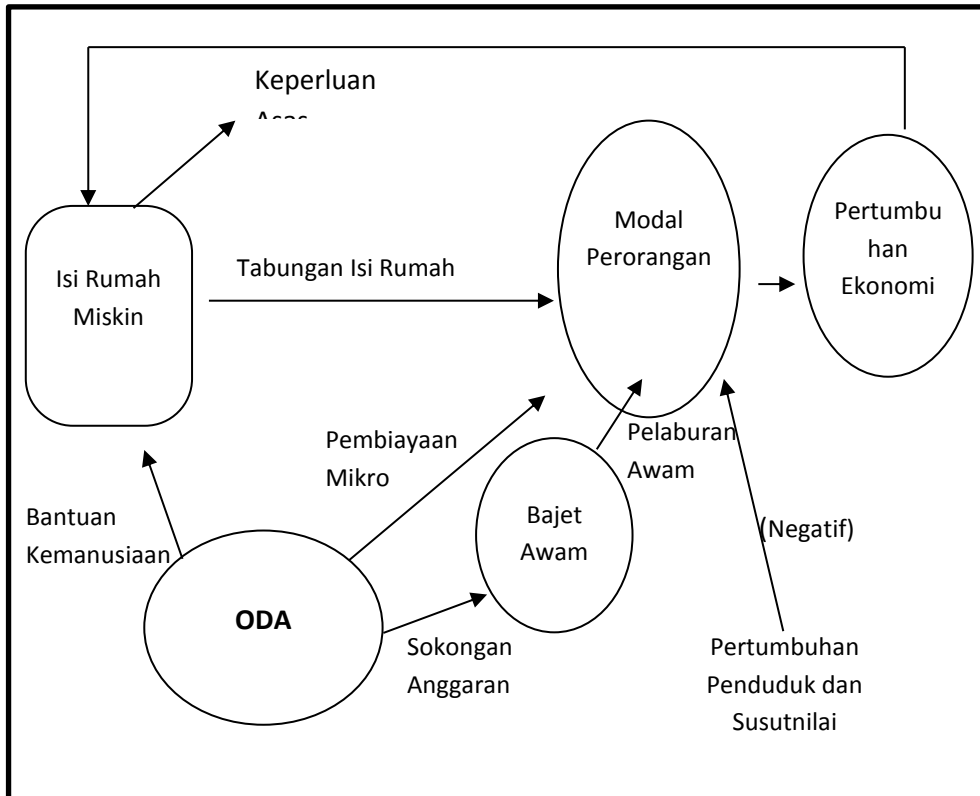 Keperluan
Modal
Perorangan
Pertumbu
han
Ekonomi
Isi Rumah
Miskin
Tabungan Isi Rumah
Pembiayaan
Mikro
Pelaburan
Awam
Bantuan
Kemanusiaan
Bajet
Awam
(Negatif)
ODA
Sokongan
Anggaran
Pertumbuhan
Penduduk dan
Susutnilai